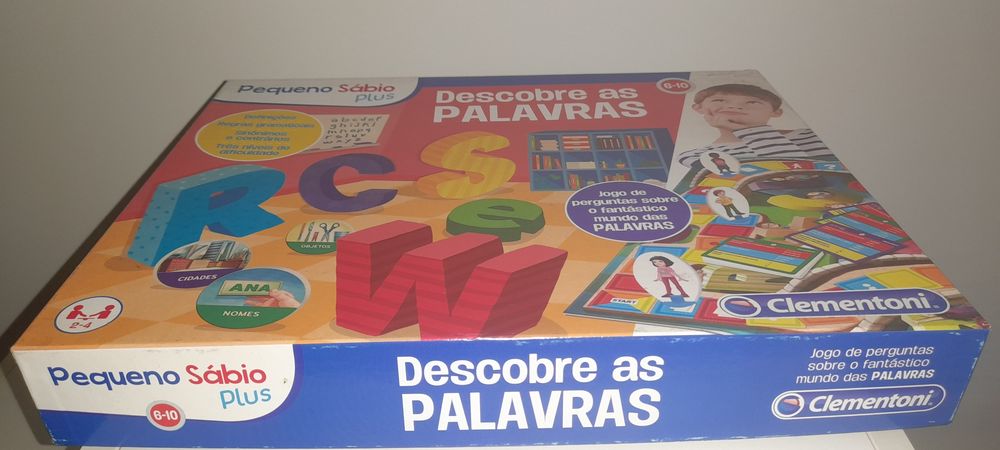 Pequeno Sábio
Plus
Descobre as
PALAVRAS
6-10
Definições
Regras gramaticais
Sinónimos
e contrários
Três níveis de
dificuldade
a b c d e f
g h i j k l
m n o p q
r s t u v
w x y z
R C S e W
Jogo de
perguntas sobre
o fantástico
mundo das
PALAVRAS
OBJETOS
CIDADES
ANA
NOMES
2-4
START
Clementoni
Pequeno Sábio
Plus
6-10
Descobre as
PALAVRAS
Jogo de perguntas
sobre o fantástico
mundo das PALAVRAS
Clementoni